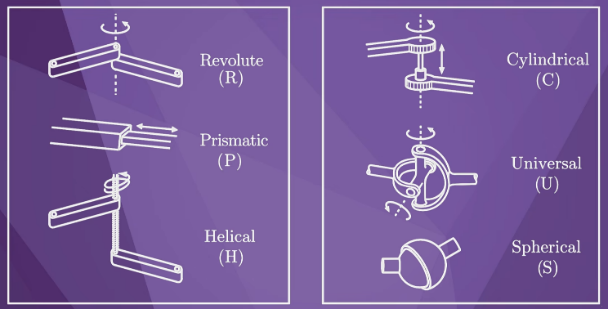 Revolute
(R)
Prismatic
(P)
Helical
(H)
Cylindrical
(C)
Universal
(U)
Spherical
(S)